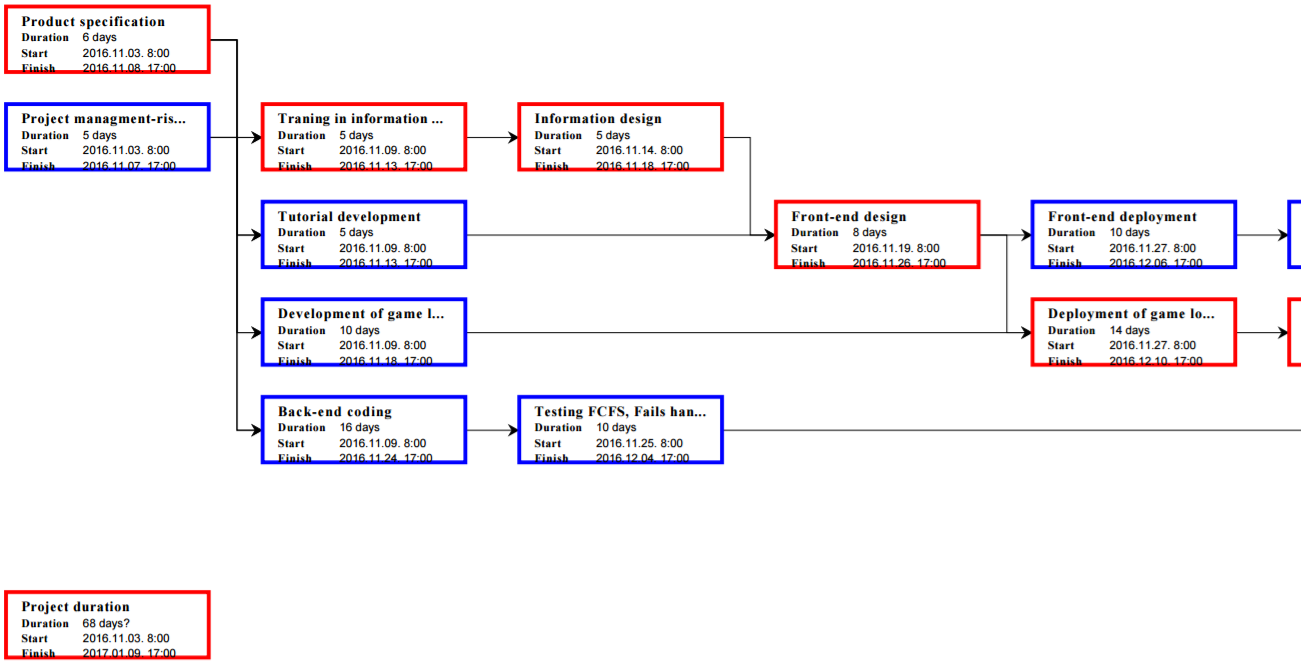 Product specification
Duration 6 days
Start 2016.11.03. 8:00
Finish 2016.11.08. 17:00
Project managment-ris...
Duration 5 days
Start 2016.11.03. 8:00
Finish 2016.11.07. 17:00
Traning in information ...
Duration 5 days
Start 2016.11.09. 8:00
Finish 2016.11.13. 17:00
Information design
Duration 5 days
Start 2016.11.14. 8:00
Finish 2016.11.18. 17:00
Tutorial development
Duration 5 days
Start 2016.11.09. 8:00
Finish 2016.11.13. 17:00
Front-end design
Duration 8 days
Start 2016.11.19. 8:00
Finish 2016.11.26. 17:00
Front-end deployment
Duration 10 days
Start 2016.11.27. 8:00
Finish 2016.12.06. 17:00
Development of game l...
Duration 10 days
Start 2016.11.09. 8:00
Finish 2016.11.18. 17:00
Deployment of game lo...
Duration 14 days
Start 2016.11.27. 8:00
Finish 2016.12.10. 17:00
Back-end coding
Duration 16 days
Start 2016.11.09. 8:00
Finish 2016.11.24. 17:00
Testing FCFS, Fails han...
Duration 10 days
Start 2016.11.25. 8:00
Finish 2016.12.04. 17:00
Project duration
Duration 68 days?
Start 2016.11.03. 8:00
Finish 2017.01.09. 17:00